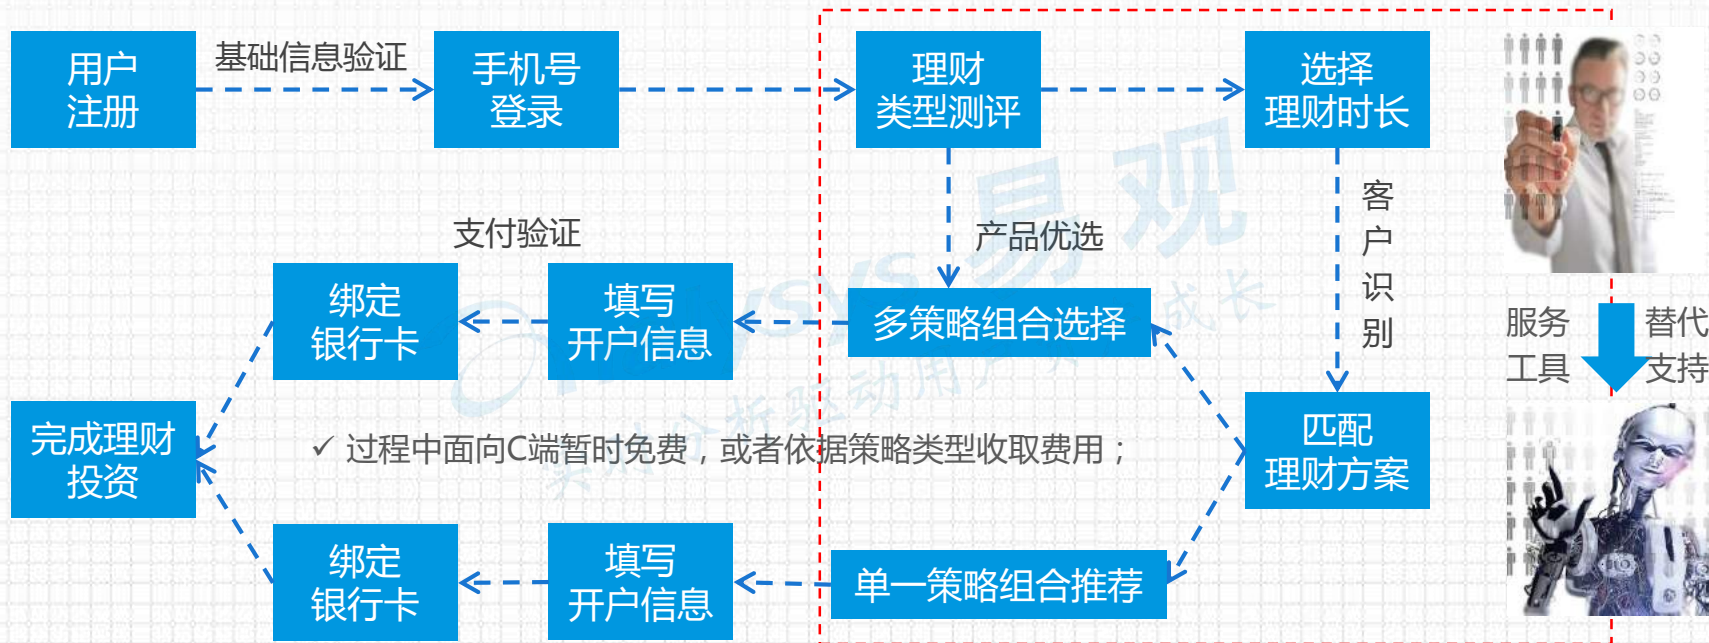 用户
注册
基础信息验证
手机号
登录
理财
类型测评
选择
理财时长
客
户
识
别
产品优选
支付验证
绑定
银行卡
填写
开户信息
多策略组合选择
服务
工具
替代
支持
完成理财
投资
✓ 过程中面向C端暂时免费，或者依据策略类型收取费用；
匹配
理财方案
绑定
银行卡
填写
开户信息
单一策略组合推荐
易观